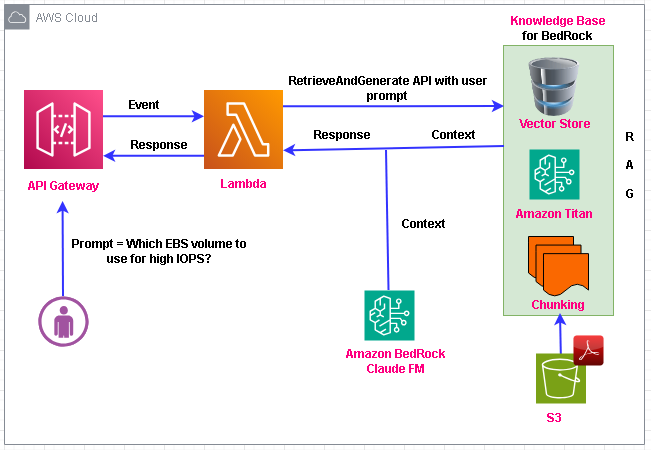 AWS Cloud
Knowledge Base
for BedRock
RetrieveAndGenerate API with user
prompt
Event
Vector Store
Response
Response
Context
R
A
G
API Gateway
Lambda
Amazon Titan
Context
Prompt = Which EBS volume to
use for high IOPS?
Chunking
Amazon BedRock
Claude FM
S3